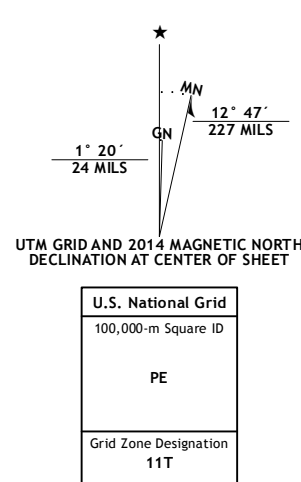 ★
MN
GN
12° 47´
227 MILS
1° 20´
24 MILS
UTM GRID AND 2014 MAGNETIC NORTH
DECLINATION AT CENTER OF SHEET
U.S. National Grid
100,000-m Square ID
PE
Grid Zone Designation
11T